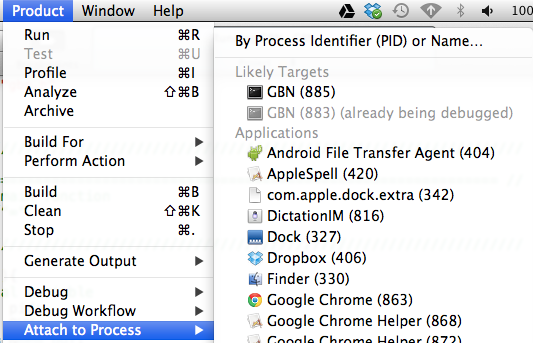 Product Window Help 100
Run ⌘R
Test ⌘U
Profile ⌘I
Analyze ⇧⌘B
Archive
Build For
Perform Action
Build ⌘B
Clean ⇧⌘K
Stop ⌘.
Generate Output
Debug
Debug Workflow
Attach to Process
By Process Identifier (PID) or Name...
Likely Targets
GBN (885)
GBN (883) (already being debugged)
Applications
Android File Transfer Agent (404)
AppleSpell (420)
com.apple.dock.extra (342)
DictationIM (816)
Dock (327)
Dropbox (406)
Finder (330)
Google Chrome (863)
Google Chrome Helper (868)
Google Chrome Helper (872)